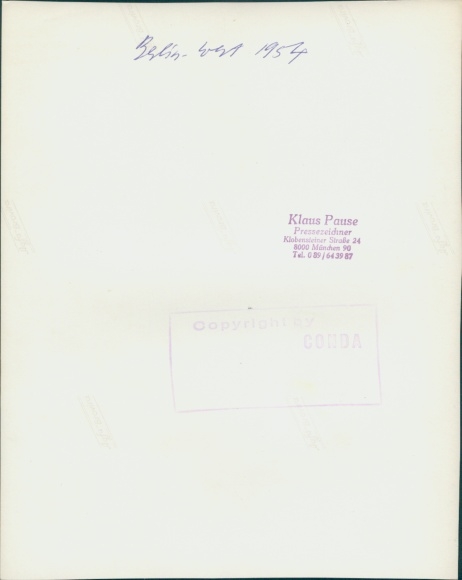 Berlin-West 1954
Klaus Pause
Pressezeichner
Klobensteiner Straße 24
8000 München 90
Tel. 0 89 / 64 39 87
Copyright by
CONDA